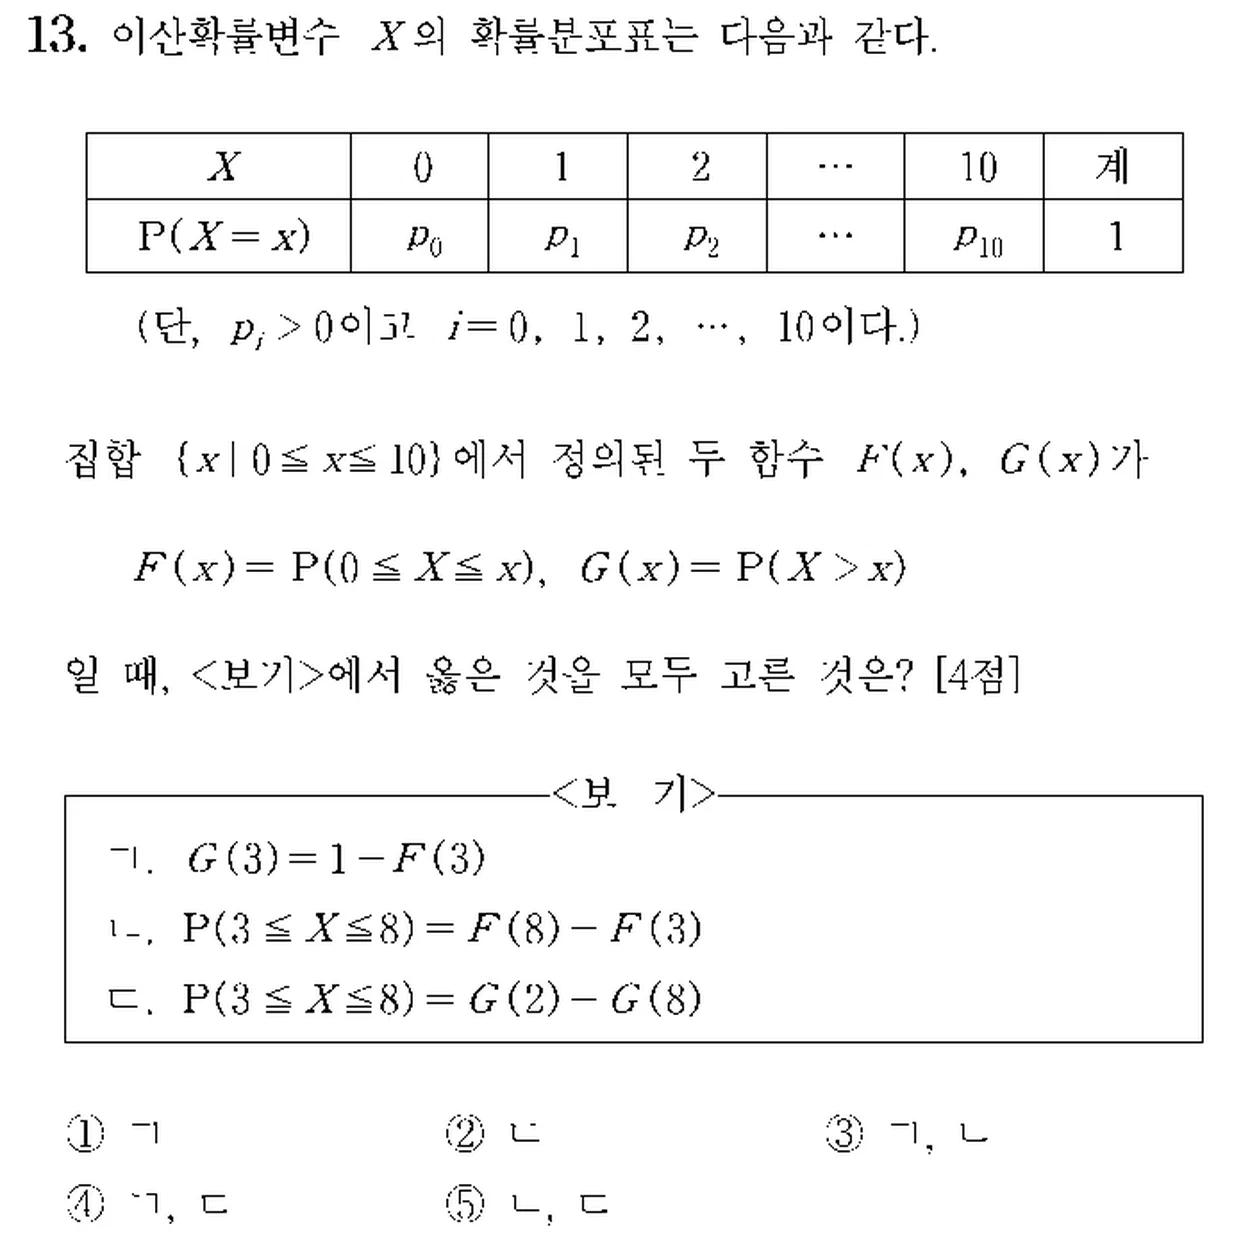 13. 이산확률변수 X의 확률분포표는 다음과 같다.
X 0 1 2 ⋯ 10 계
P(X=x) p₀ p₁ p₂ ⋯ p₁₀ 1
(단, pᵢ>0이고 i=0, 1, 2, ⋯, 10이다.)
집합 {x|0≦x≦10}에서 정의된 두 함수 F(x), G(x)가
F(x)=P(0≦X≦x), G(x)=P(X>x)
일 때, <보기>에서 옳은 것을 모두 고른 것은? [4점]
<보 기>
ㄱ. G(3)=1-F(3)
ㄴ. P(3≦X≦8)=F(8)-F(3)
ㄷ. P(3≦X≦8)=G(2)-G(8)
① ㄱ ② ㄴ ③ ㄱ, ㄴ
④ ㄱ, ㄷ ⑤ ㄴ, ㄷ